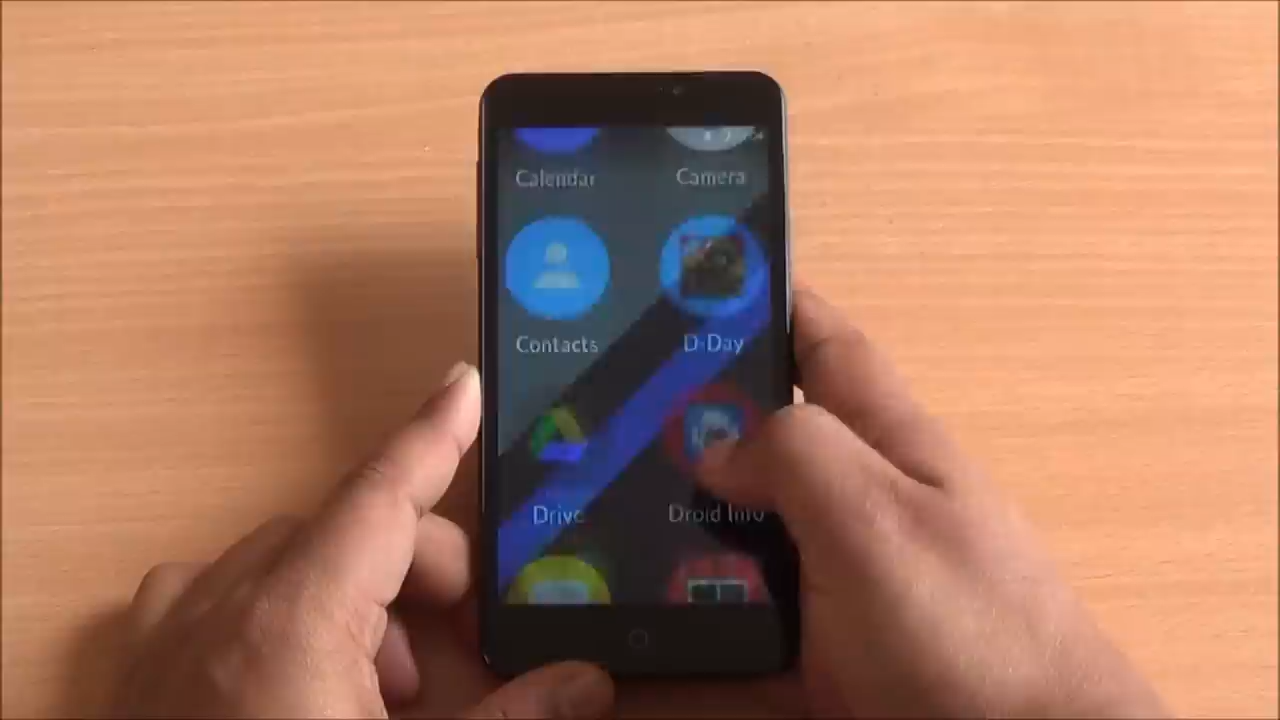 Calendar
Camera
Contacts
D-Day
Drive
Droid Info